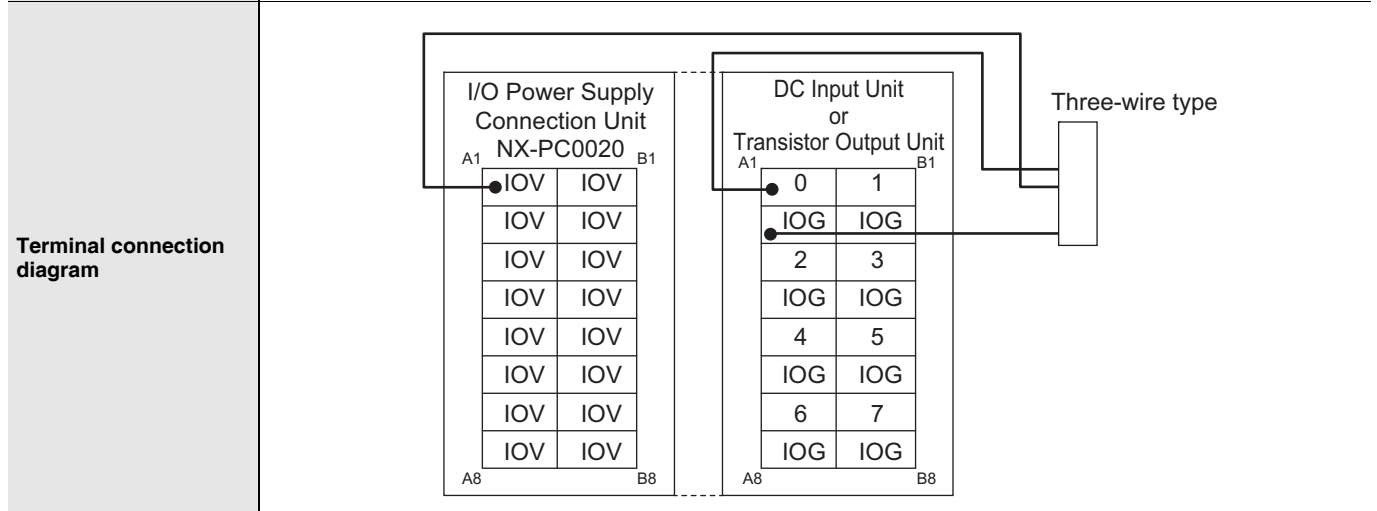 Terminal connection
diagram
I/O Power Supply
Connection Unit
NX-PC0020
A1 B1
IOV IOV
IOV IOV
IOV IOV
IOV IOV
IOV IOV
IOV IOV
IOV IOV
IOV IOV
A8 B8
DC Input Unit
or
Transistor Output Unit
A1 B1
0 1
IOG IOG
2 3
IOG IOG
4 5
IOG IOG
6 7
IOG IOG
A8 B8
Three-wire type